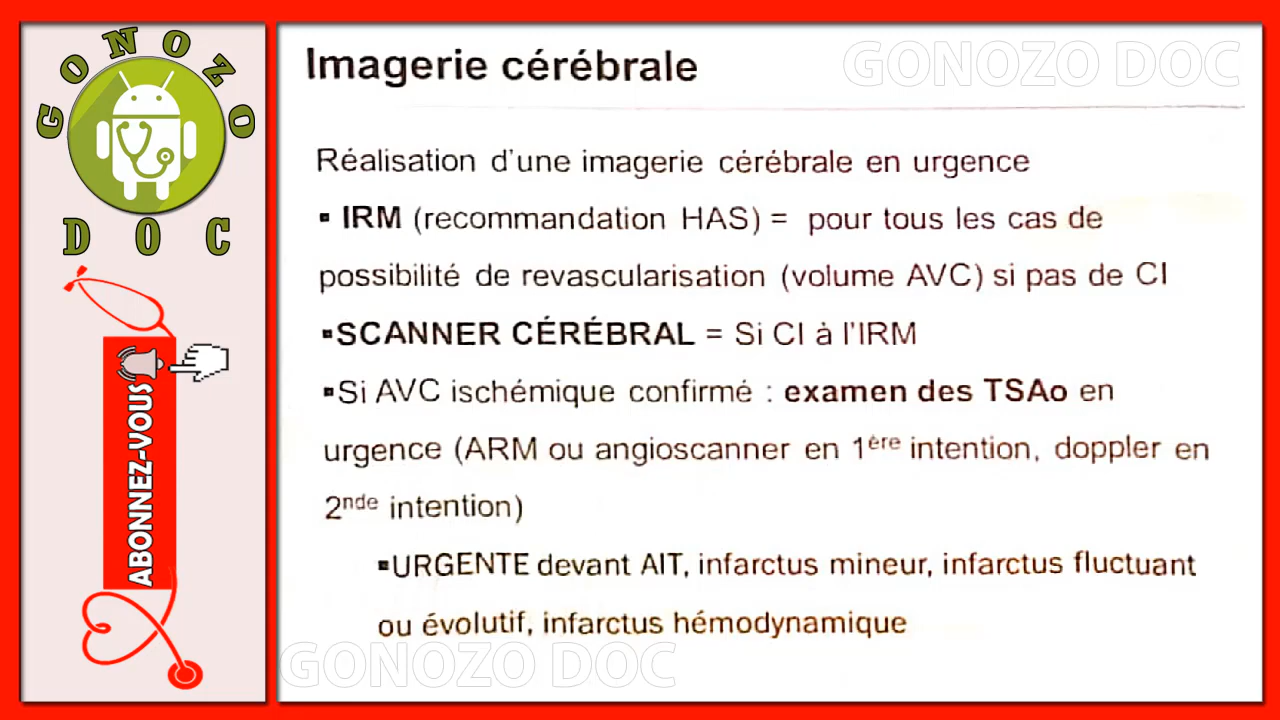 GONOZO
DOC
ABONNEZ-VOUS
GONOZO DOC
Imagerie cérébrale
Réalisation d'une imagerie cérébrale en urgence
▪ IRM (recommandation HAS) = pour tous les cas de
possibilité de revascularisation (volume AVC) si pas de CI
▪SCANNER CÉRÉBRAL = Si CI à l'IRM
▪Si AVC ischémique confirmé : examen des TSAo en
urgence (ARM ou angioscanner en 1ère intention, doppler en
2nde intention)
▪URGENTE devant AIT, infarctus mineur, infarctus fluctuant
ou évolutif, infarctus hémodynamique
GONOZO DOC